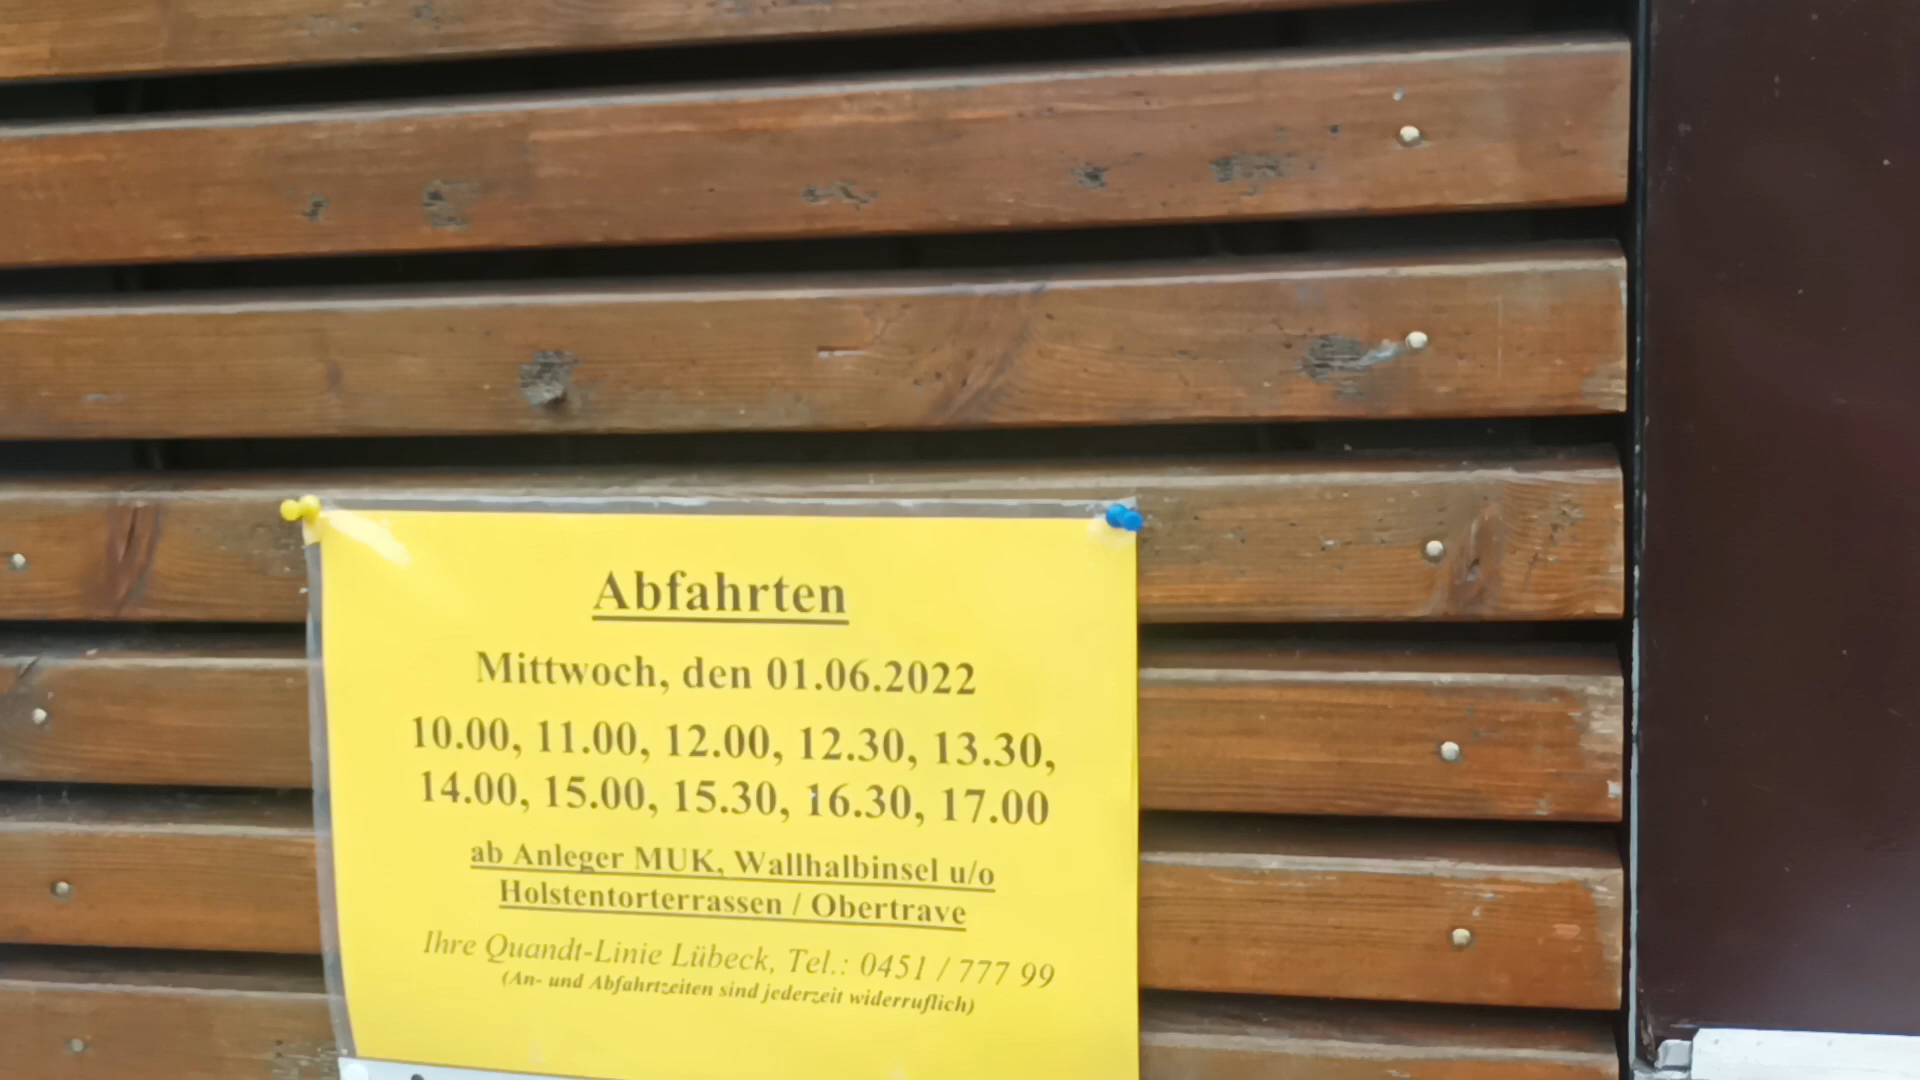 Abfahrten
Mittwoch, den 01.06.2022
10.00, 11.00, 12.00, 12.30, 13.30,
14.00, 15.00, 15.30, 16.30, 17.00
ab Anleger MUK, Wallhalbinsel u/o
Holstentorterrassen / Obertrave
Ihre Quandt-Linie Lübeck, Tel.: 0451 / 777 99
(An- und Abfahrtzeiten sind jederzeit widerruflich)